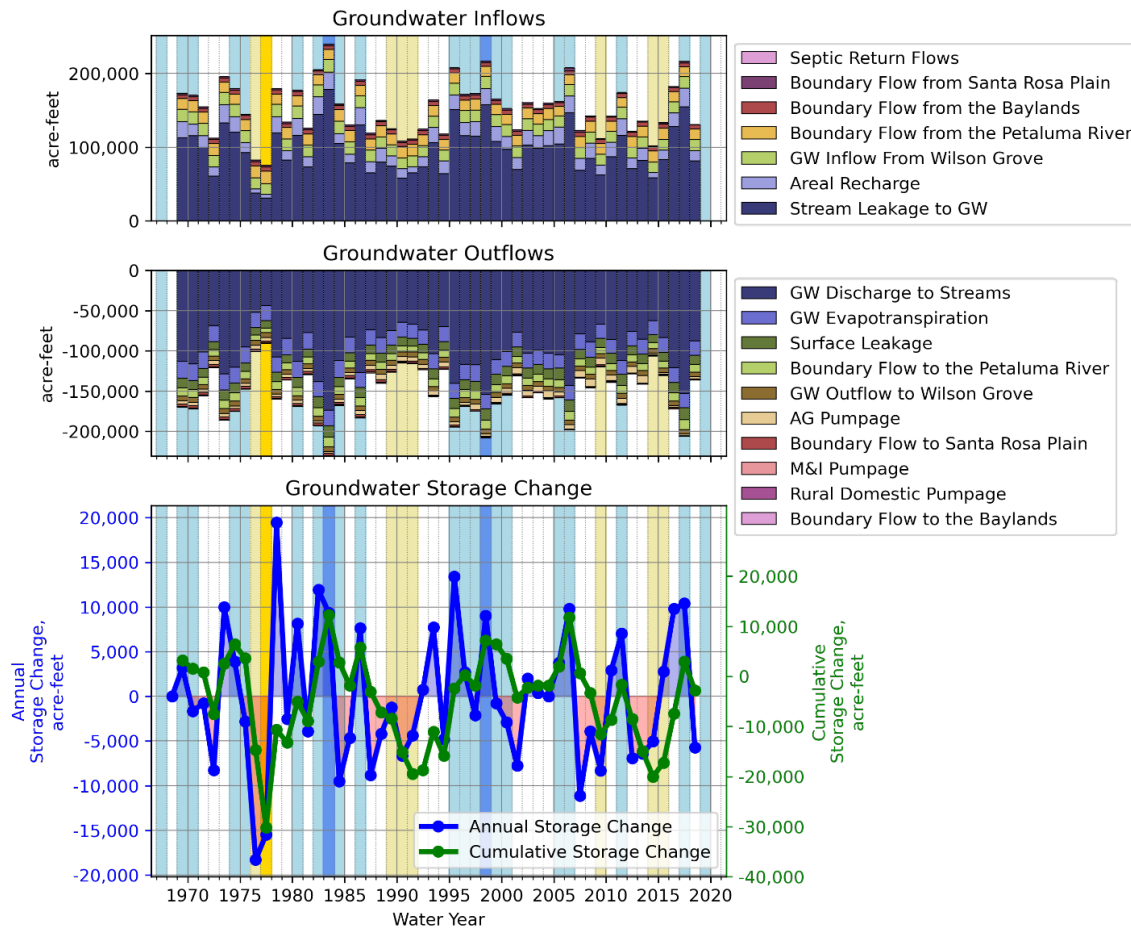 Groundwater Inflows
acre-feet
200,000
100,000
0
Septic Return Flows
Boundary Flow from Santa Rosa Plain
Boundary Flow from the Baylands
Boundary Flow from the Petaluma River
GW Inflow From Wilson Grove
Areal Recharge
Stream Leakage to GW
Groundwater Outflows
acre-feet
0
-50,000
-100,000
-150,000
-200,000
GW Discharge to Streams
GW Evapotranspiration
Surface Leakage
Boundary Flow to the Petaluma River
GW Outflow to Wilson Grove
AG Pumpage
Boundary Flow to Santa Rosa Plain
M&I Pumpage
Rural Domestic Pumpage
Boundary Flow to the Baylands
Groundwater Storage Change
Annual
Storage Change,
acre-feet
20,000
15,000
10,000
5,000
0
-5,000
-10,000
-15,000
-20,000
20,000
10,000
0
-10,000
-20,000
-30,000
-40,000
Cumulative
Storage Change,
acre-feet
Annual Storage Change
Cumulative Storage Change
1970 1975 1980 1985 1990 1995 2000 2005 2010 2015 2020
Water Year